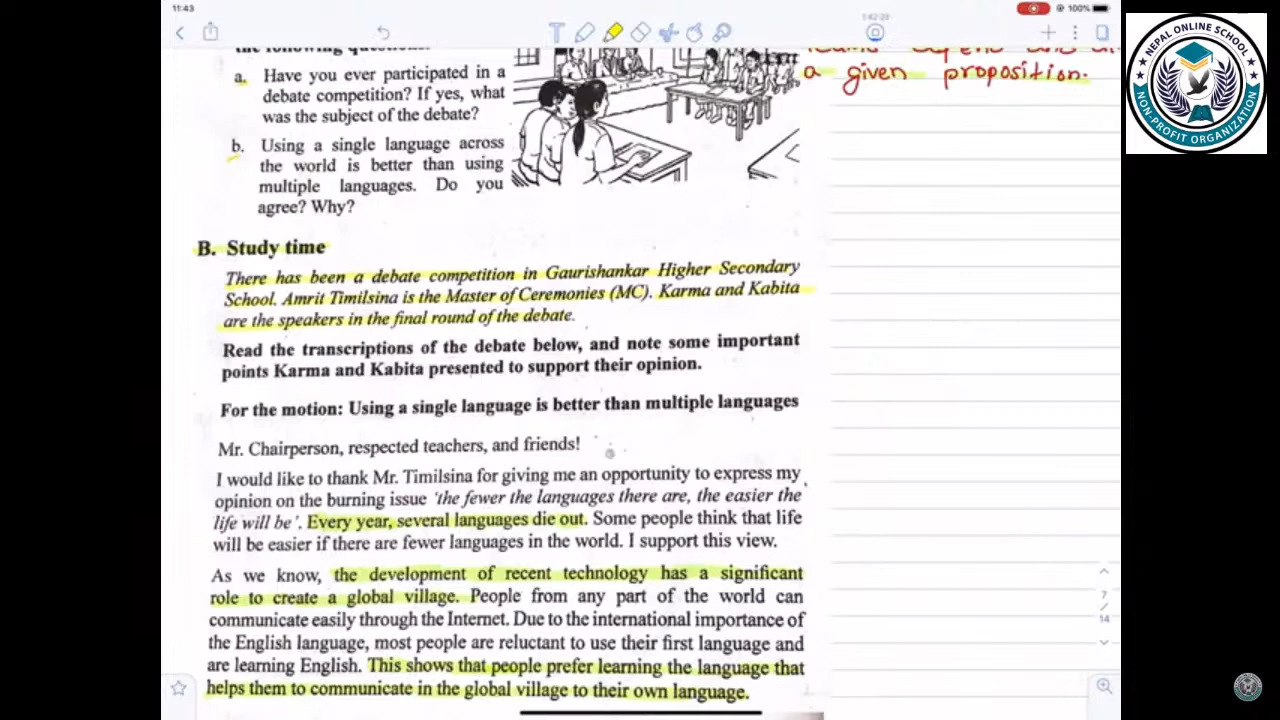 11:43
100%
1:42:23
the following questions:
a. Have you ever participated in a
debate competition? If yes, what
was the subject of the debate?
b. Using a single language across
the world is better than using
multiple languages. Do you
agree? Why?
a given proposition.
B. Study time
There has been a debate competition in Gaurishankar Higher Secondary
School. Amrit Timilsina is the Master of Ceremonies (MC). Karma and Kabita
are the speakers in the final round of the debate.
Read the transcriptions of the debate below, and note some important
points Karma and Kabita presented to support their opinion.
For the motion: Using a single language is better than multiple languages
Mr. Chairperson, respected teachers, and friends!
I would like to thank Mr. Timilsina for giving me an opportunity to express my
opinion on the burning issue 'the fewer the languages there are, the easier the
life will be'. Every year, several languages die out. Some people think that life
will be easier if there are fewer languages in the world. I support this view.
As we know, the development of recent technology has a significant
role to create a global village. People from any part of the world can
communicate easily through the Internet. Due to the international importance of
the English language, most people are reluctant to use their first language and
are learning English. This shows that people prefer learning the language that
helps them to communicate in the global village to their own language.
7
/
14
NEPAL ONLINE SCHOOL
NON-PROFIT ORGANIZATION